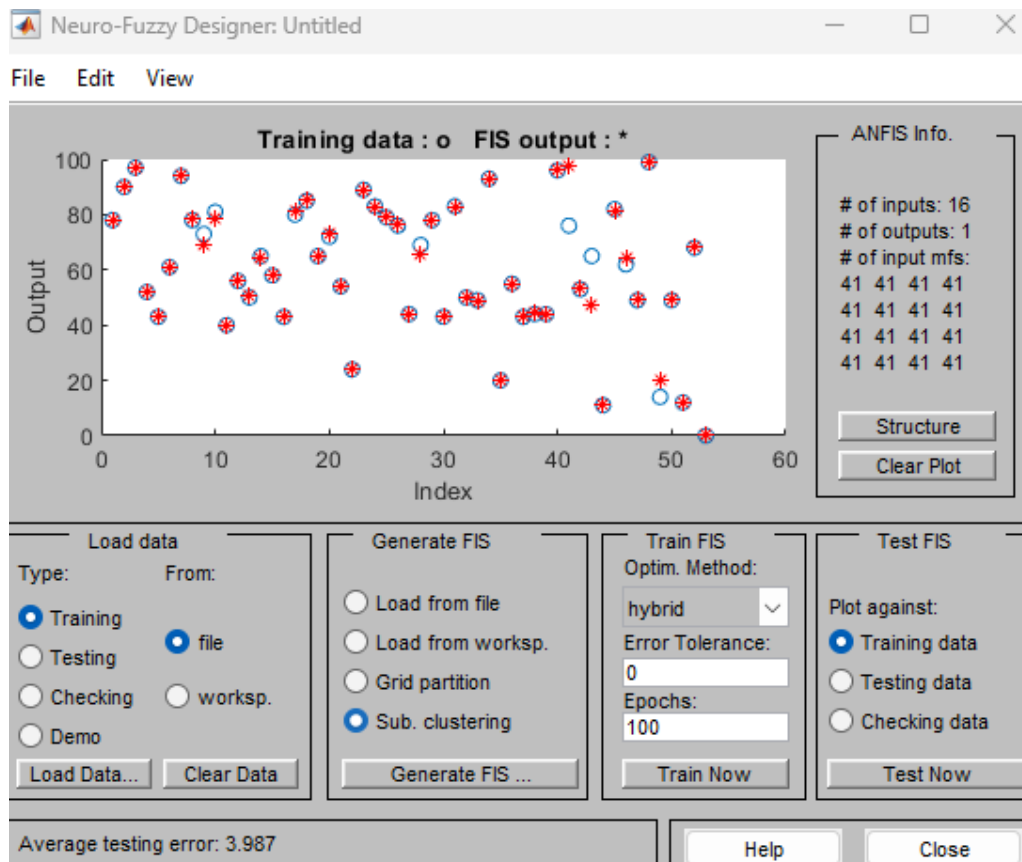 Neuro-Fuzzy Designer: Untitled
File Edit View
Training data : o FIS output : *
100
80
60
40
20
0
Output
0 10 20 30 40 50 60
Index
ANFIS Info.
# of inputs: 16
# of outputs: 1
# of input mfs:
41 41 41 41
41 41 41 41
41 41 41 41
41 41 41 41
Structure
Clear Plot
Load data
Type: From:
Training
file
Testing
Checking
worksp.
Demo
Load Data... Clear Data
Generate FIS
Load from file
Load from worksp.
Grid partition
Sub. clustering
Generate FIS ...
Train FIS
Optim. Method:
hybrid
Error Tolerance:
0
Epochs:
100
Train Now
Test FIS
Plot against:
Training data
Testing data
Checking data
Test Now
Average testing error: 3.987
Help Close